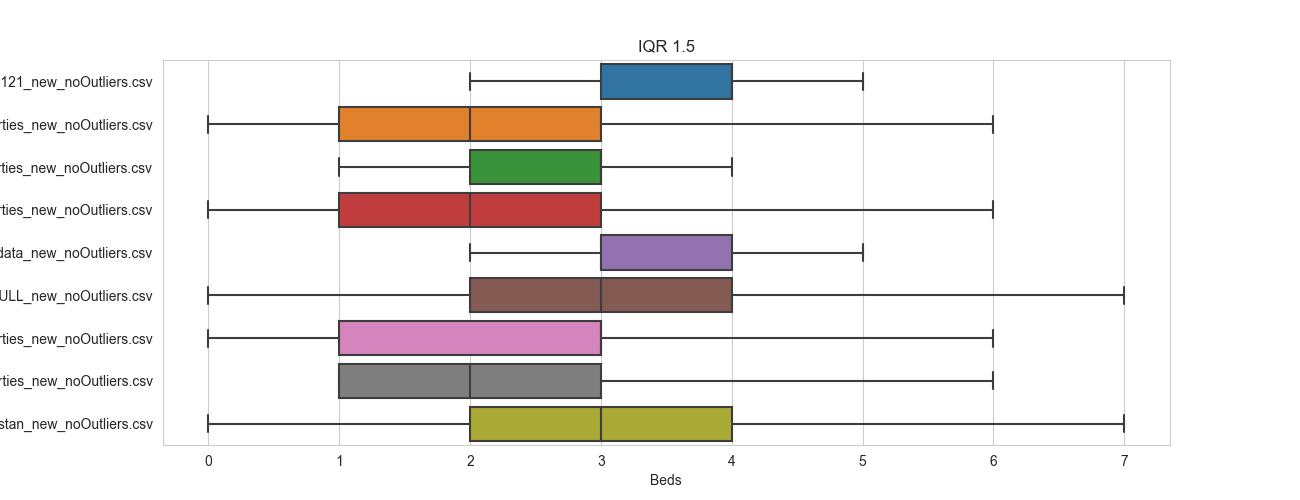 IQR 1.5
121_new_noOutliers.csv
rties_new_noOutliers.csv
rties_new_noOutliers.csv
rties_new_noOutliers.csv
data_new_noOutliers.csv
ULL_new_noOutliers.csv
rties_new_noOutliers.csv
rties_new_noOutliers.csv
stan_new_noOutliers.csv
0 1 2 3 4 5 6 7
Beds